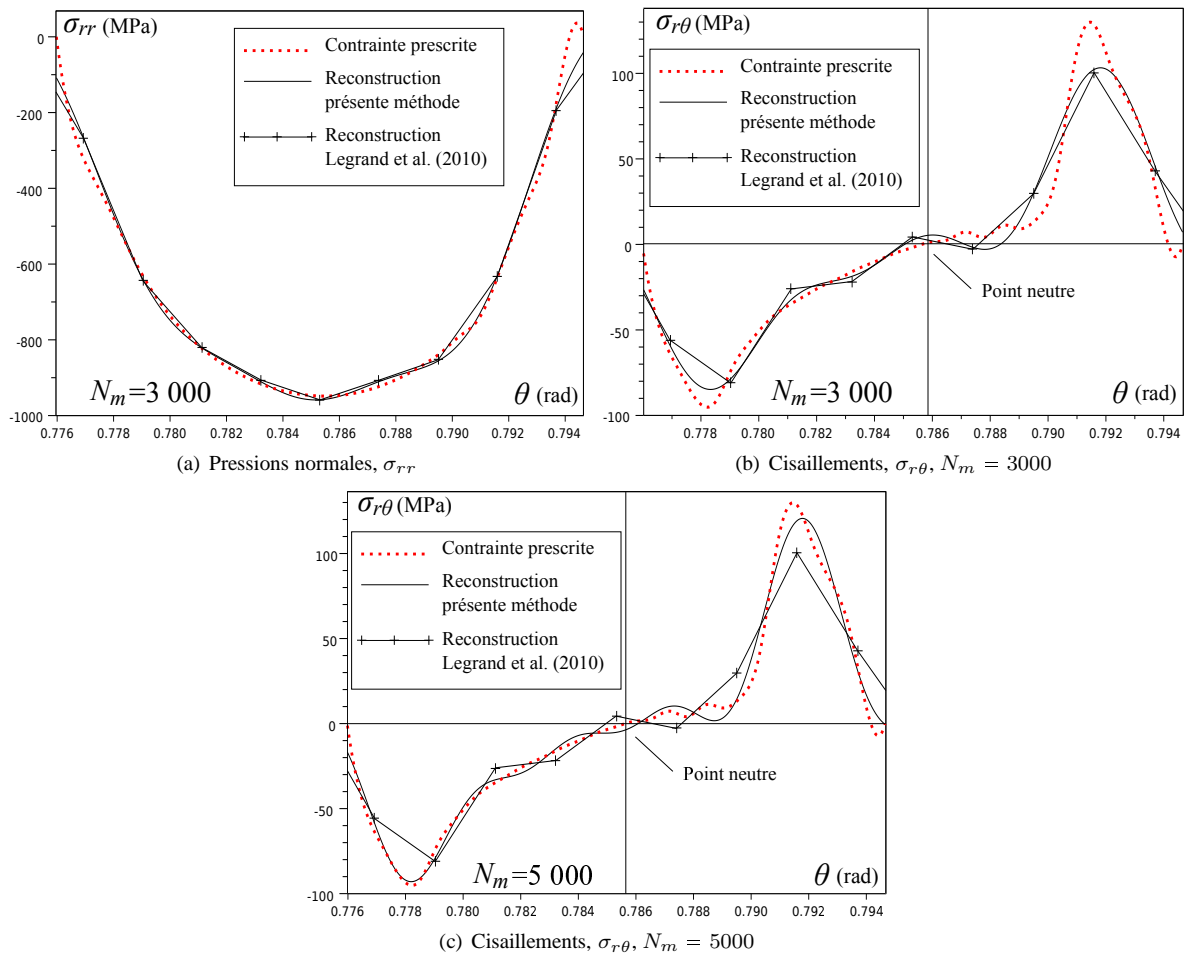 σrr (MPa)
Contrainte prescrite
Reconstruction
présente méthode
Reconstruction
Legrand et al. (2010)
0
-200
-400
-600
-800
-1000
Nm=3 000
θ (rad)
0.776 0.778 0.780 0.782 0.784 0.786 0.788 0.790 0.792 0.794
(a) Pressions normales, σrr
σrθ (MPa)
Contrainte prescrite
Reconstruction
présente méthode
Reconstruction
Legrand et al. (2010)
100
50
0
-50
-100
Point neutre
Nm=3 000
θ (rad)
0.778 0.780 0.782 0.784 0.786 0.788 0.790 0.792 0.794
(b) Cisaillements, σrθ, Nm = 3000
σrθ (MPa)
Contrainte prescrite
Reconstruction
présente méthode
Reconstruction
Legrand et al. (2010)
100
50
0
-50
-100
Point neutre
Nm=5 000
θ (rad)
0.776 0.778 0.780 0.782 0.784 0.786 0.788 0.790 0.792 0.794
(c) Cisaillements, σrθ, Nm = 5000